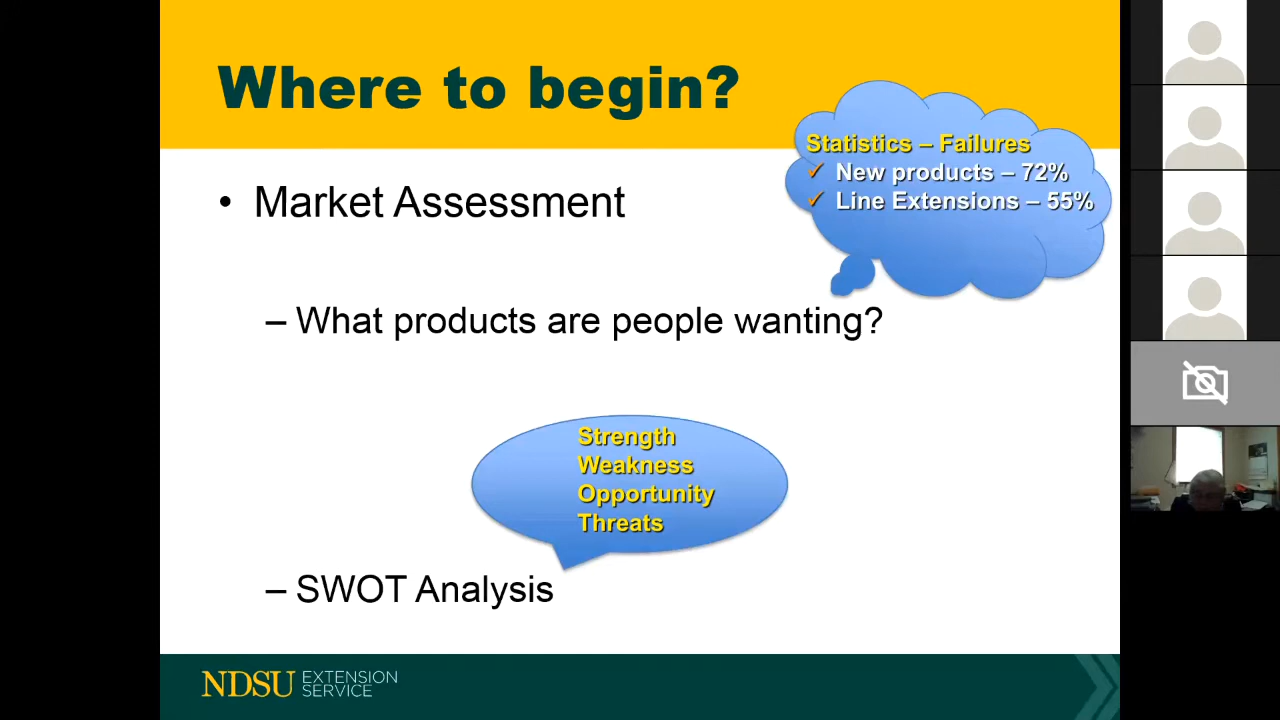 Where to begin?
Statistics – Failures
✓ New products – 72%
✓ Line Extensions – 55%
• Market Assessment
– What products are people wanting?
Strength
Weakness
Opportunity
Threats
– SWOT Analysis
NDSU EXTENSION
SERVICE